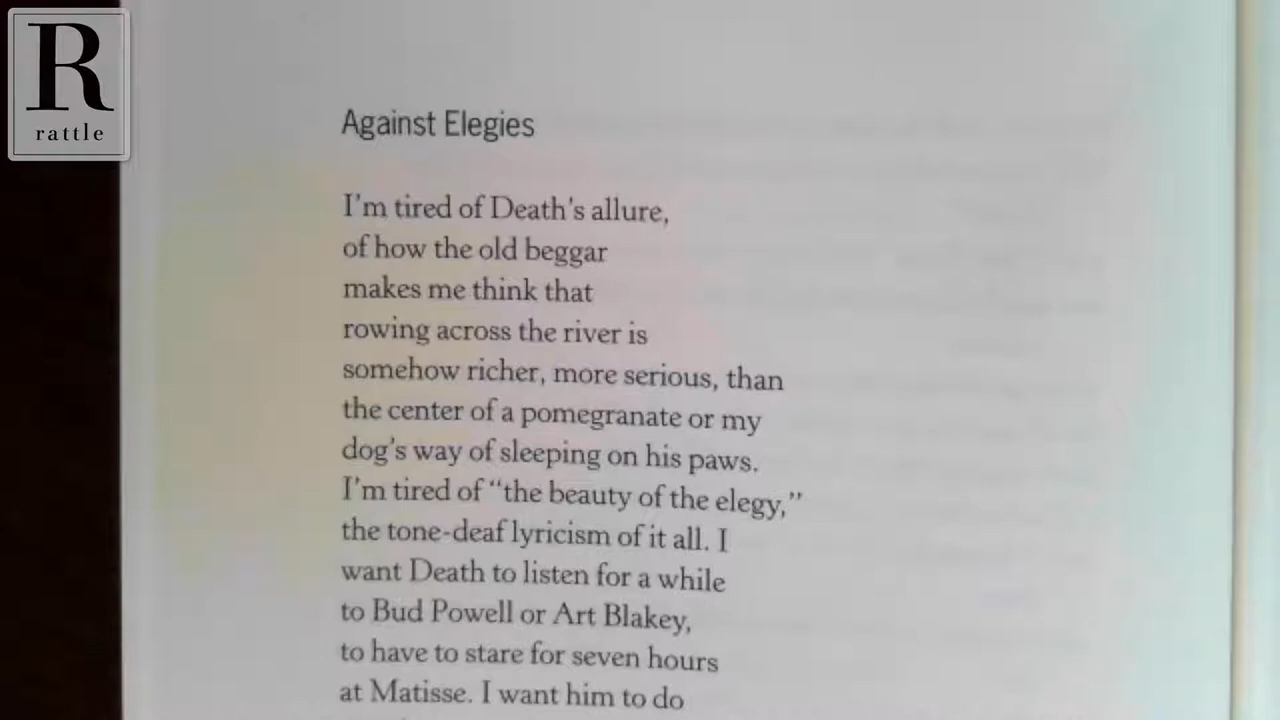 R
rattle
Against Elegies
I'm tired of Death's allure,
of how the old beggar
makes me think that
rowing across the river is
somehow richer, more serious, than
the center of a pomegranate or my
dog's way of sleeping on his paws.
I'm tired of “the beauty of the elegy,”
the tone-deaf lyricism of it all. I
want Death to listen for a while
to Bud Powell or Art Blakey,
to have to stare for seven hours
at Matisse. I want him to do